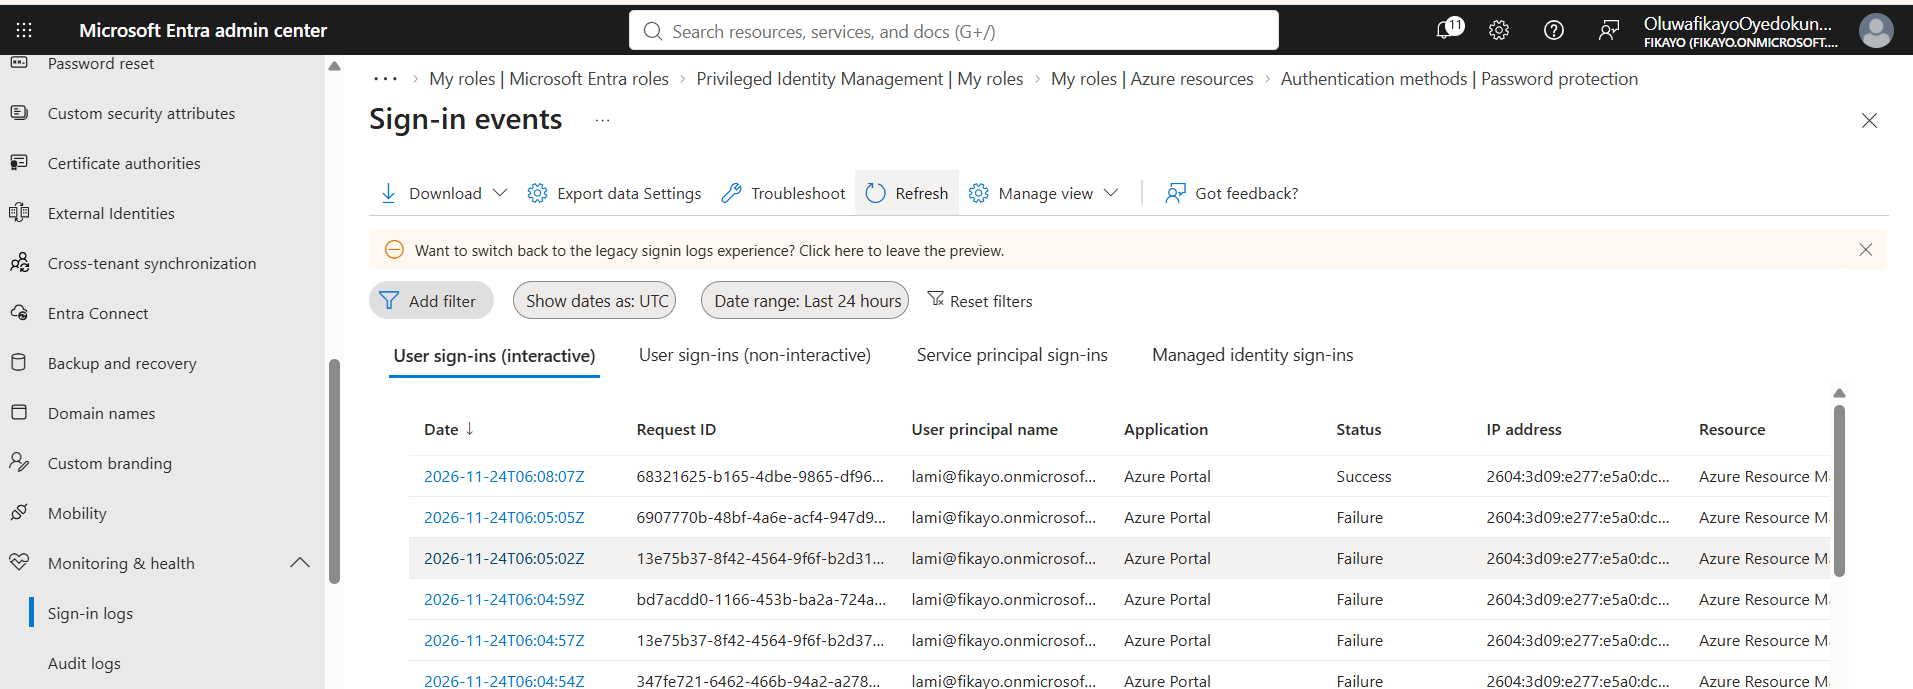 Microsoft Entra admin center
Search resources, services, and docs (G+/)
11
OluwafikayoOyedokun...
FIKAYO (FIKAYO.ONMICROSOFT....
Password reset
Custom security attributes
Certificate authorities
External Identities
Cross-tenant synchronization
Entra Connect
Backup and recovery
Domain names
Custom branding
Mobility
Monitoring & health
Sign-in logs
Audit logs
··· > My roles | Microsoft Entra roles > Privileged Identity Management | My roles > My roles | Azure resources > Authentication methods | Password protection
Sign-in events ...
Download Export data Settings Troubleshoot Refresh Manage view Got feedback?
Want to switch back to the legacy signin logs experience? Click here to leave the preview.
Add filter Show dates as: UTC Date range: Last 24 hours Reset filters
User sign-ins (interactive) User sign-ins (non-interactive) Service principal sign-ins Managed identity sign-ins
Date ↓ Request ID User principal name Application Status IP address Resource
2026-11-24T06:08:07Z 68321625-b165-4dbe-9865-df96... lami@fikayo.onmicrosof... Azure Portal Success 2604:3d09:e277:e5a0:dc... Azure Resource M
2026-11-24T06:05:05Z 6907770b-48bf-4a6e-acf4-947d9... lami@fikayo.onmicrosof... Azure Portal Failure 2604:3d09:e277:e5a0:dc... Azure Resource M
2026-11-24T06:05:02Z 13e75b37-8f42-4564-9f6f-b2d31... lami@fikayo.onmicrosof... Azure Portal Failure 2604:3d09:e277:e5a0:dc... Azure Resource M
2026-11-24T06:04:59Z bd7acdd0-1166-453b-ba2a-724a... lami@fikayo.onmicrosof... Azure Portal Failure 2604:3d09:e277:e5a0:dc... Azure Resource M
2026-11-24T06:04:57Z 13e75b37-8f42-4564-9f6f-b2d37... lami@fikayo.onmicrosof... Azure Portal Failure 2604:3d09:e277:e5a0:dc... Azure Resource M
2026-11-24T06:04:54Z 347fe721-6462-466b-94a2-a278... lami@fikayo.onmicrosof... Azure Portal Failure 2604:3d09:e277:e5a0:dc... Azure Resource M